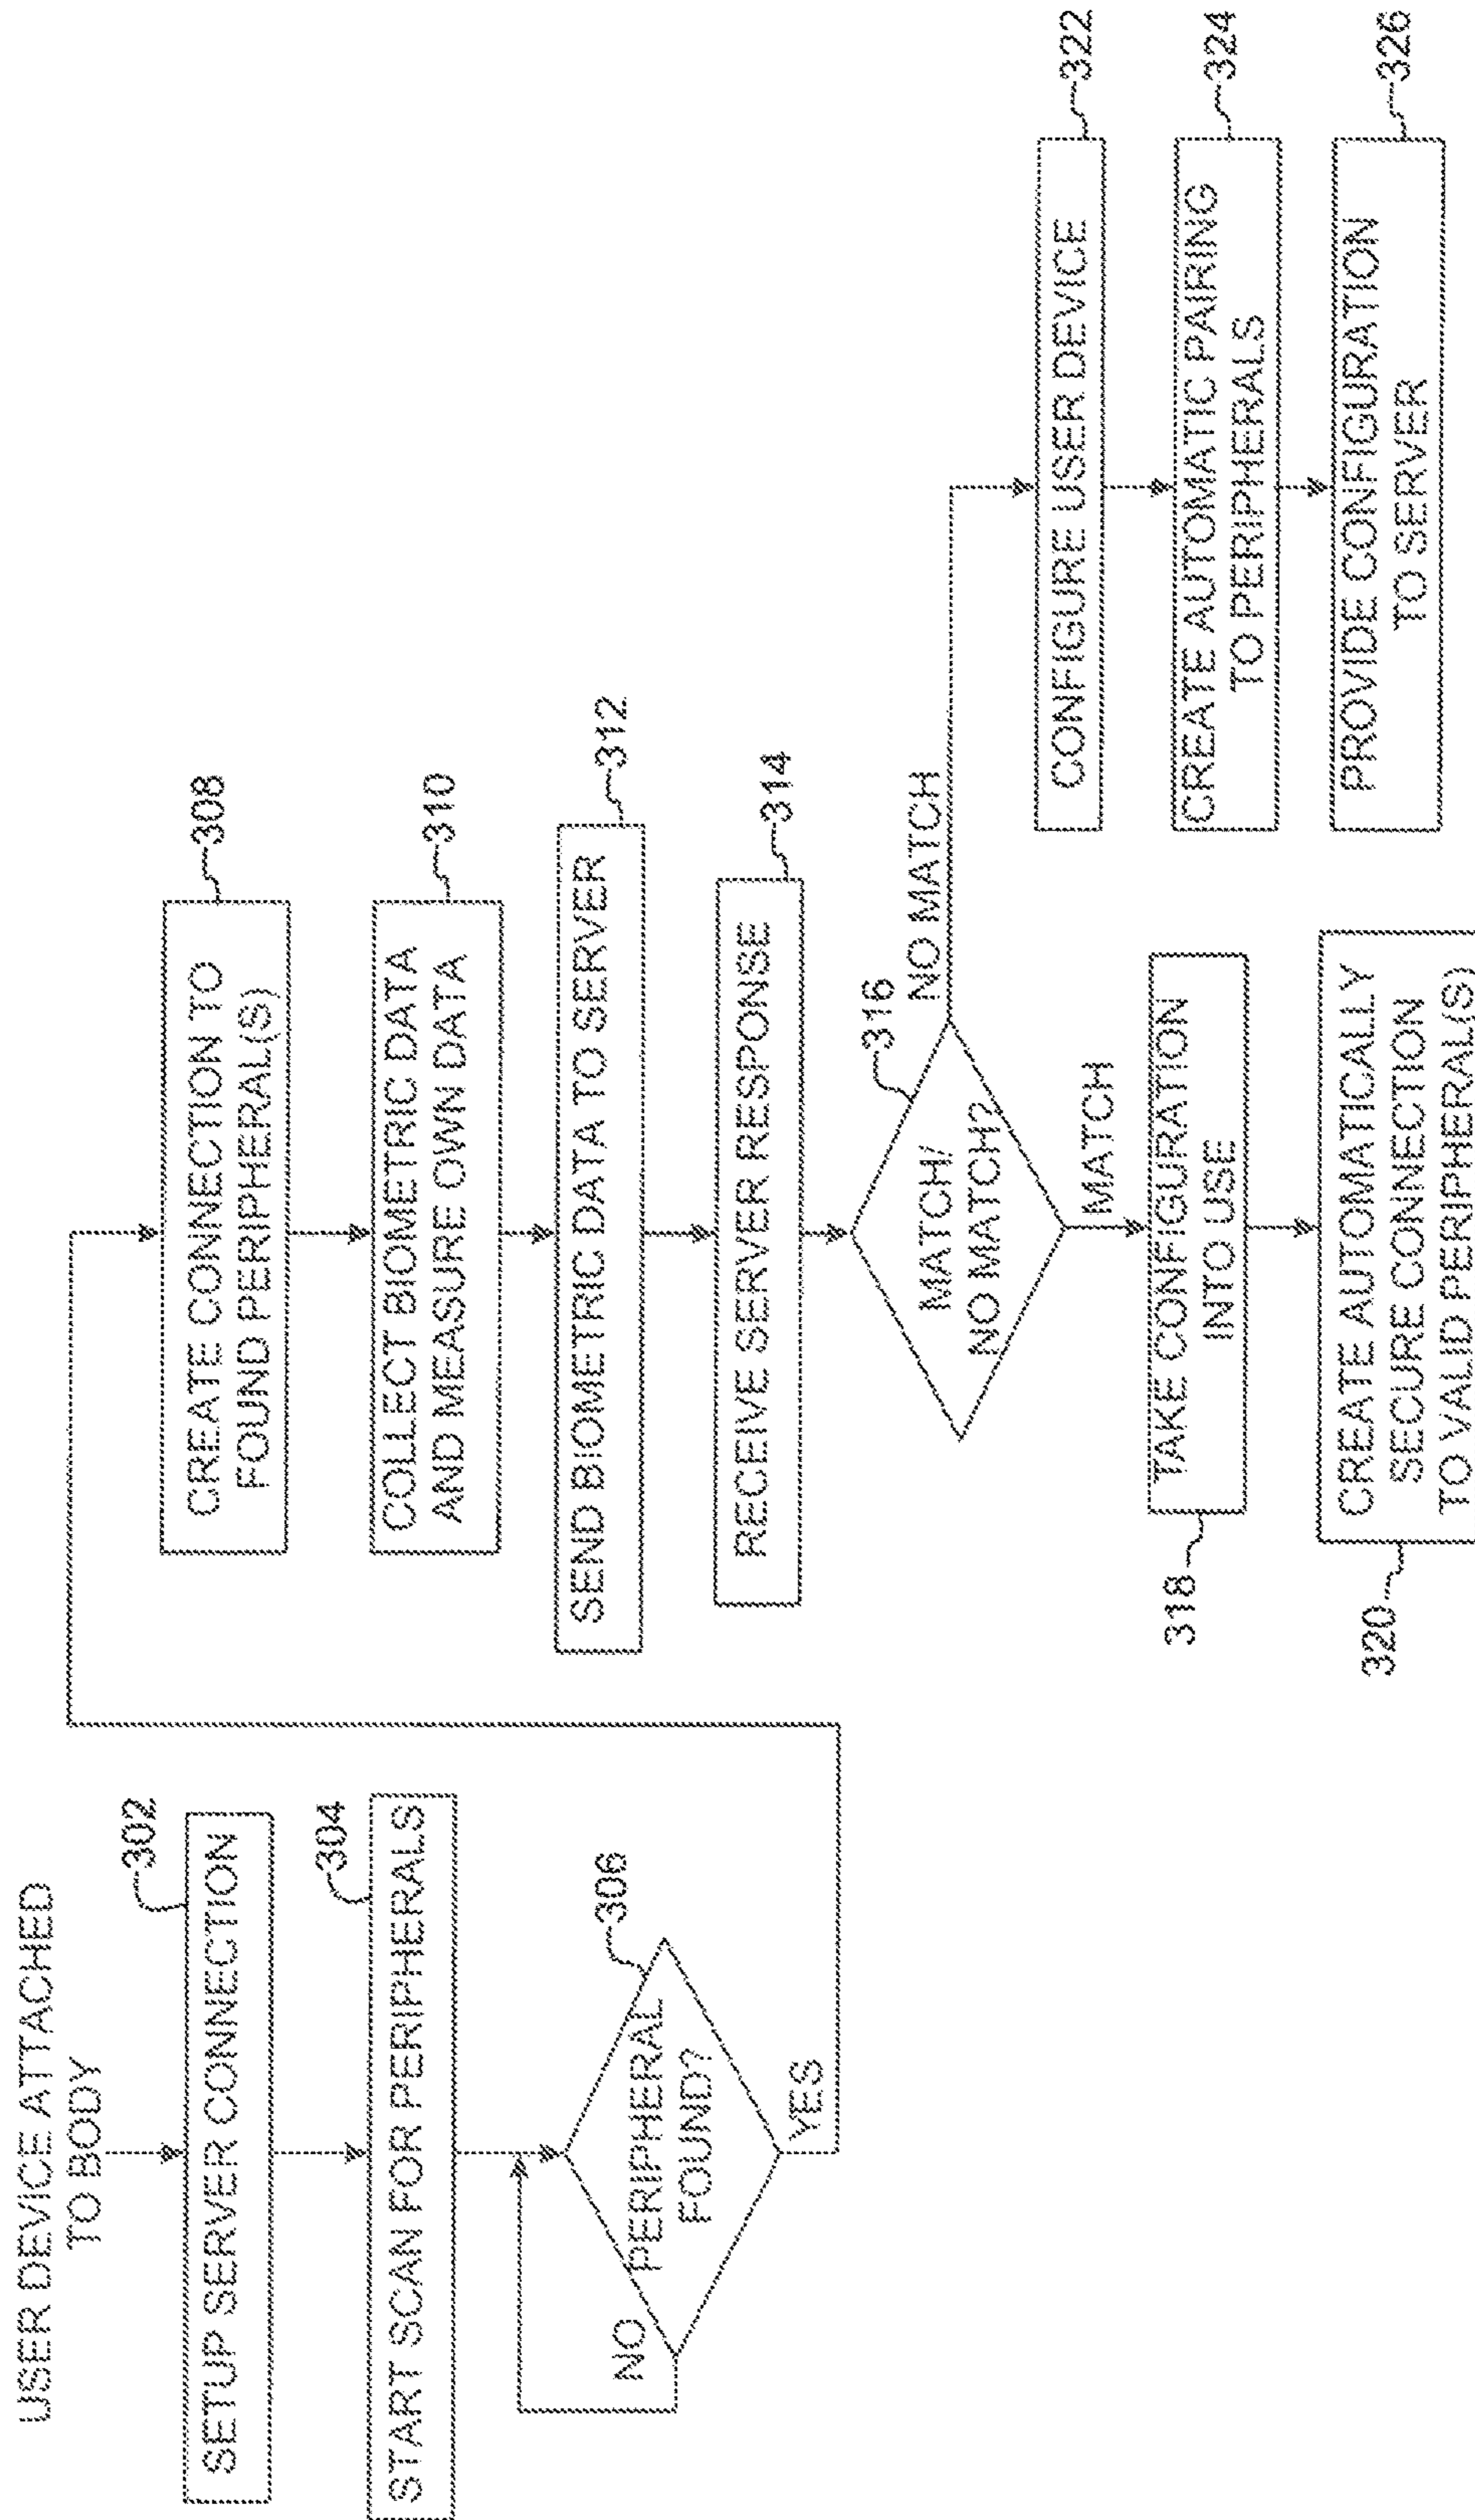 USER DEVICE ATTACHED
TO BODY
302
SETUP SERVER CONNECTION
304
START SCAN FOR PERIPHERALS
306
PERIPHERAL
FOUND?
NO
YES
308
CREATE CONNECTION TO
FOUND PERIPHERAL(S)
310
COLLECT BIOMETRIC DATA
AND MEASURE OWN DATA
312
SEND BIOMETRIC DATA TO SERVER
314
RECEIVE SERVER RESPONSE
316
MATCH/
NO MATCH?
NO MATCH
MATCH
318
TAKE CONFIGURATION
INTO USE
320
CREATE AUTOMATICALLY
SECURE CONNECTION
TO VALID PERIPHERAL(S)
322
CONFIGURE USER DEVICE
324
CREATE AUTOMATIC PAIRING
TO PERIPHERALS
326
PROVIDE CONFIGURATION
TO SERVER